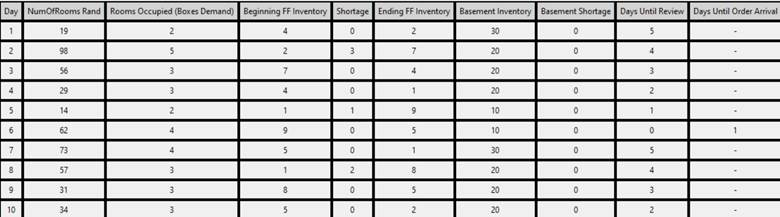 Day NumOfRooms Rand Rooms Occupied (Boxes Demand) Beginning FF Inventory Shortage Ending FF Inventory Basement Inventory Basement Shortage Days Until Review Days Until Order Arrival
1 19 2 4 0 2 30 0 5 -
2 98 5 2 3 7 20 0 4 -
3 56 3 7 0 4 20 0 3 -
4 29 3 4 0 1 20 0 2 -
5 14 2 1 1 9 10 0 1 -
6 62 4 9 0 5 10 0 0 1
7 73 4 5 0 1 30 0 5 -
8 57 3 1 2 8 20 0 4 -
9 31 3 8 0 5 20 0 3 -
10 34 3 5 0 2 20 0 2 -